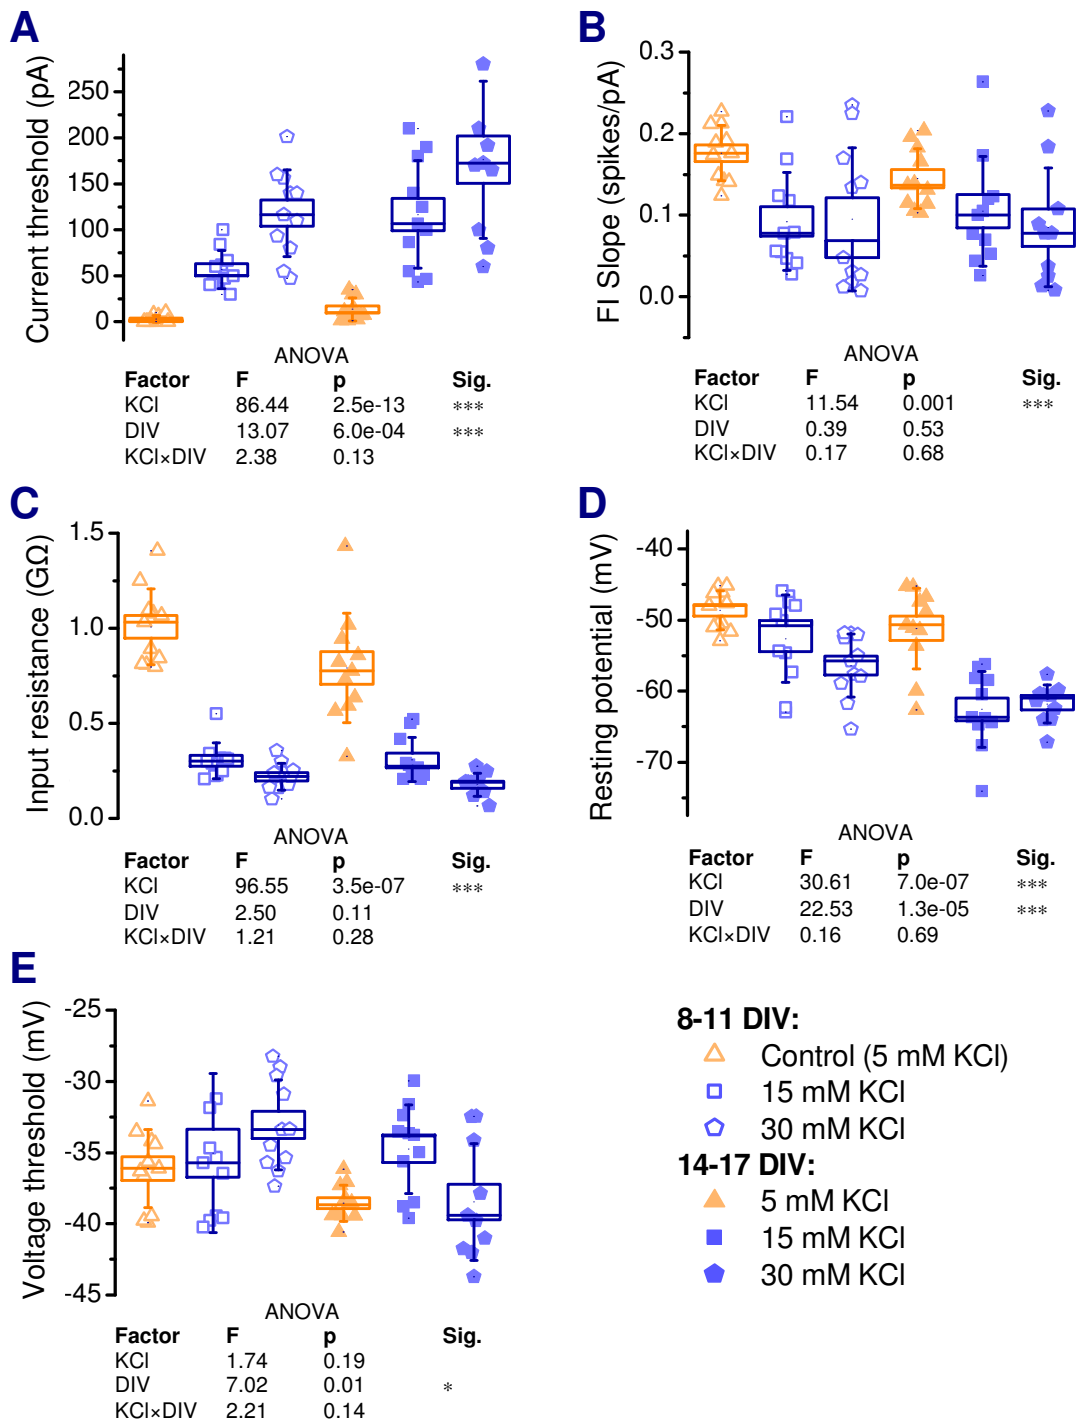 A
Current threshold (pA)
250
200
150
100
50
0
ANOVA
Factor F p Sig.
KCl 86.44 2.5e-13 ***
DIV 13.07 6.0e-04 ***
KCl×DIV 2.38 0.13
B
FI Slope (spikes/pA)
0.3
0.2
0.1
0.0
ANOVA
Factor F p Sig.
KCl 11.54 0.001 ***
DIV 0.39 0.53
KCl×DIV 0.17 0.68
C
Input resistance (GΩ)
1.5
1.0
0.5
0.0
ANOVA
Factor F p Sig.
KCl 96.55 3.5e-07 ***
DIV 2.50 0.11
KCl×DIV 1.21 0.28
D
Resting potential (mV)
-40
-50
-60
-70
ANOVA
Factor F p Sig.
KCl 30.61 7.0e-07 ***
DIV 22.53 1.3e-05 ***
KCl×DIV 0.16 0.69
E
Voltage threshold (mV)
-25
-30
-35
-40
-45
ANOVA
Factor F p Sig.
KCl 1.74 0.19
DIV 7.02 0.01 *
KCl×DIV 2.21 0.14
8-11 DIV:
Control (5 mM KCl)
15 mM KCl
30 mM KCl
14-17 DIV:
5 mM KCl
15 mM KCl
30 mM KCl